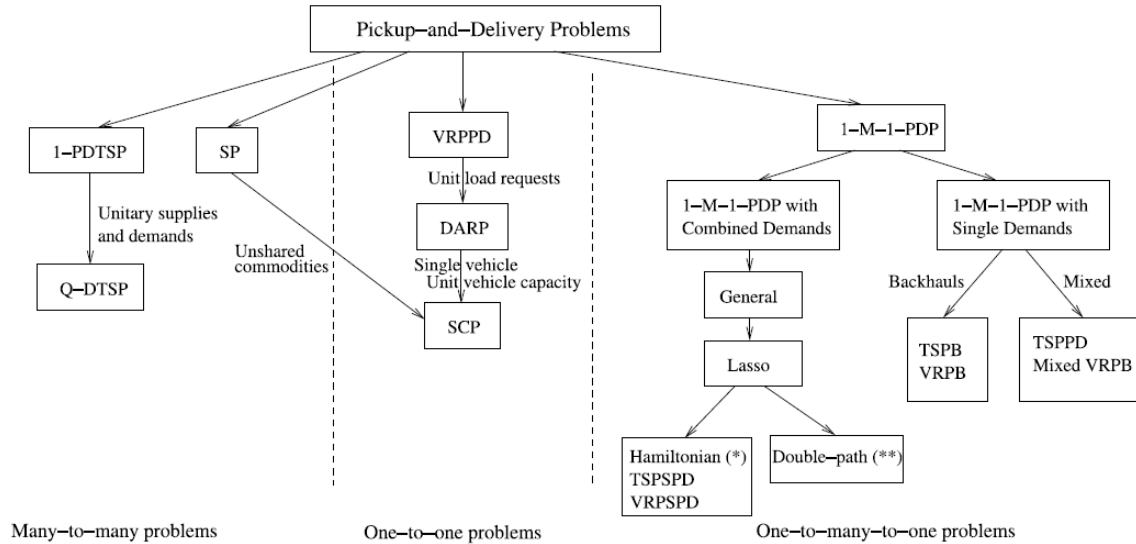 Pickup−and−Delivery Problems
1−PDTSP
SP
VRPPD
1−M−1−PDP
Unit load requests
Unitary supplies
and demands
1−M−1−PDP with
Combined Demands
1−M−1−PDP with
Single Demands
DARP
Unshared
commodities
Single vehicle
Unit vehicle capacity
Q−DTSP
General
Backhauls
Mixed
SCP
TSPB
VRPB
TSPPD
Mixed VRPB
Lasso
Hamiltonian (*)
TSPSPD
VRPSPD
Double−path (**)
Many−to−many problems
One−to−one problems
One−to−many−to−one problems